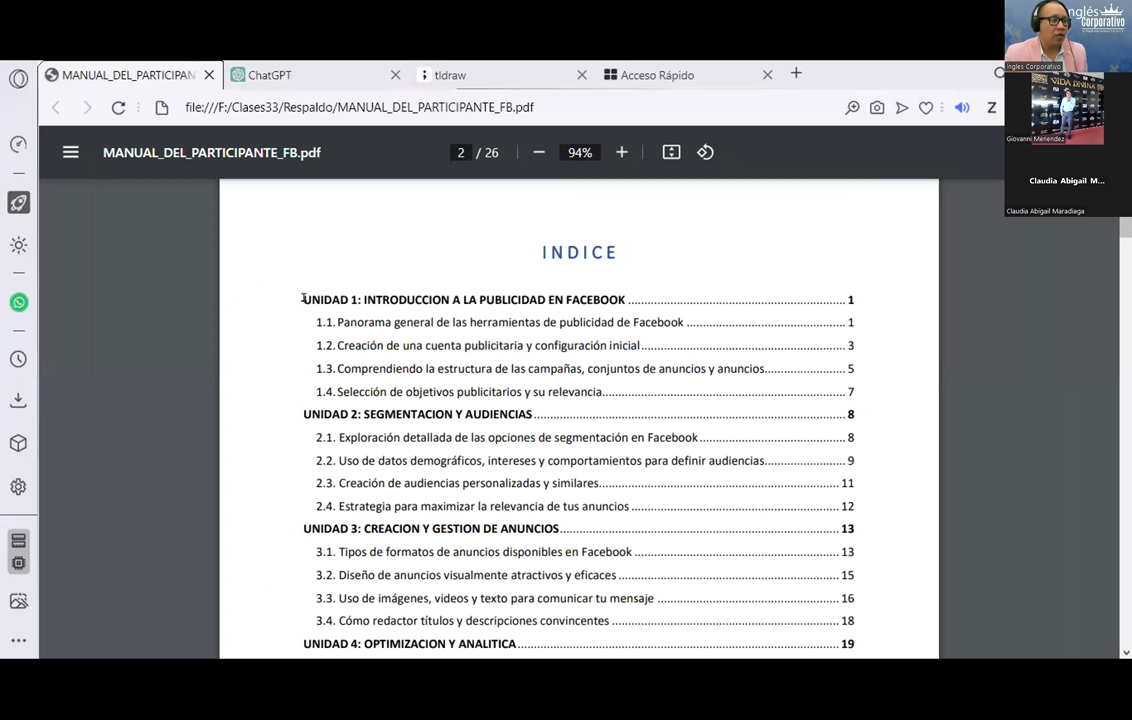 MANUAL_DEL_PARTICIPAN
ChatGPT
tldraw
Acceso Rápido
file:///F:/Clases33/Respaldo/MANUAL_DEL_PARTICIPANTE_FB.pdf
Z
MANUAL_DEL_PARTICIPANTE_FB.pdf
2 / 26
94%
Inglés
Corporativo
Ingles Corporativo
VIDA DIVINA
Giovanni Menendez
Claudia Abigail M...
Claudia Abigail Maradiaga
INDICE
UNIDAD 1: INTRODUCCION A LA PUBLICIDAD EN FACEBOOK ........ 1
1.1. Panorama general de las herramientas de publicidad de Facebook ........ 1
1.2. Creación de una cuenta publicitaria y configuración inicial ........ 3
1.3. Comprendiendo la estructura de las campañas, conjuntos de anuncios y anuncios ........ 5
1.4. Selección de objetivos publicitarios y su relevancia ........ 7
UNIDAD 2: SEGMENTACION Y AUDIENCIAS ........ 8
2.1. Exploración detallada de las opciones de segmentación en Facebook ........ 8
2.2. Uso de datos demográficos, intereses y comportamientos para definir audiencias ........ 9
2.3. Creación de audiencias personalizadas y similares ........ 11
2.4. Estrategia para maximizar la relevancia de tus anuncios ........ 12
UNIDAD 3: CREACION Y GESTION DE ANUNCIOS ........ 13
3.1. Tipos de formatos de anuncios disponibles en Facebook ........ 13
3.2. Diseño de anuncios visualmente atractivos y eficaces ........ 15
3.3. Uso de imágenes, videos y texto para comunicar tu mensaje ........ 16
3.4. Cómo redactar títulos y descripciones convincentes ........ 18
UNIDAD 4: OPTIMIZACION Y ANALITICA ........ 19